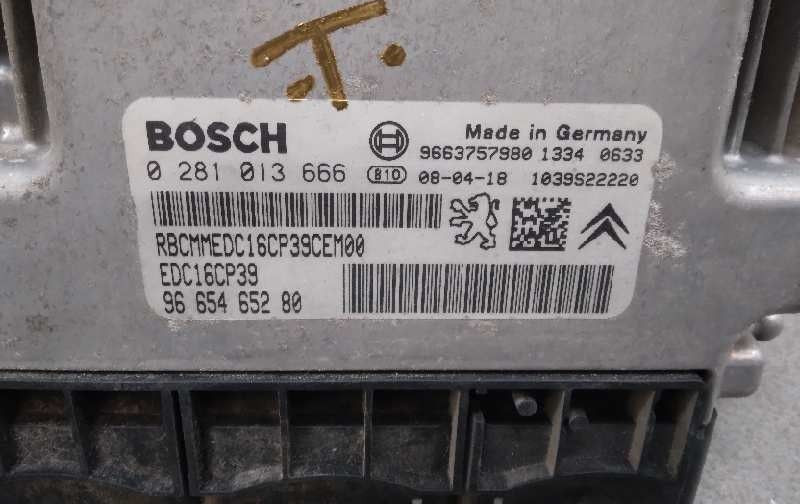 T.
BOSCH
Made in Germany
9663757980 1334 0633
0 281 013 666 B10 08-04-18 1039S22220
RBCMMEDC16CP39CEM00
EDC16CP39
96 654 652 80